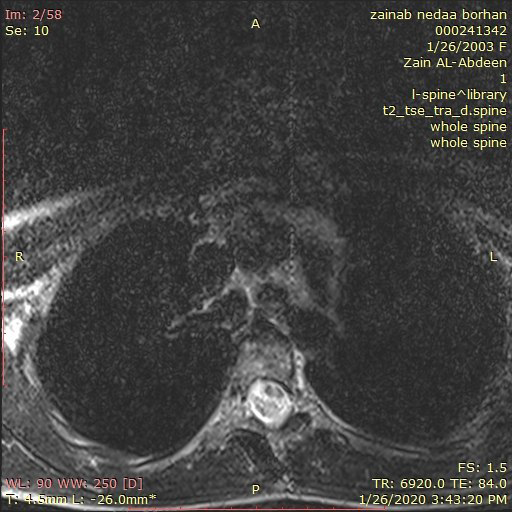 Im: 2/58
Se: 10
A
zainab nedaa borhan
000241342
1/26/2003 F
Zain AL-Abdeen
1
l-spine^library
t2_tse_tra_d.spine
whole spine
whole spine
R
L
WL: 90 WW: 250 [D]
T: 4.5mm L: -26.0mm*
P
FS: 1.5
TR: 6920.0 TE: 84.0
1/26/2020 3:43:20 PM